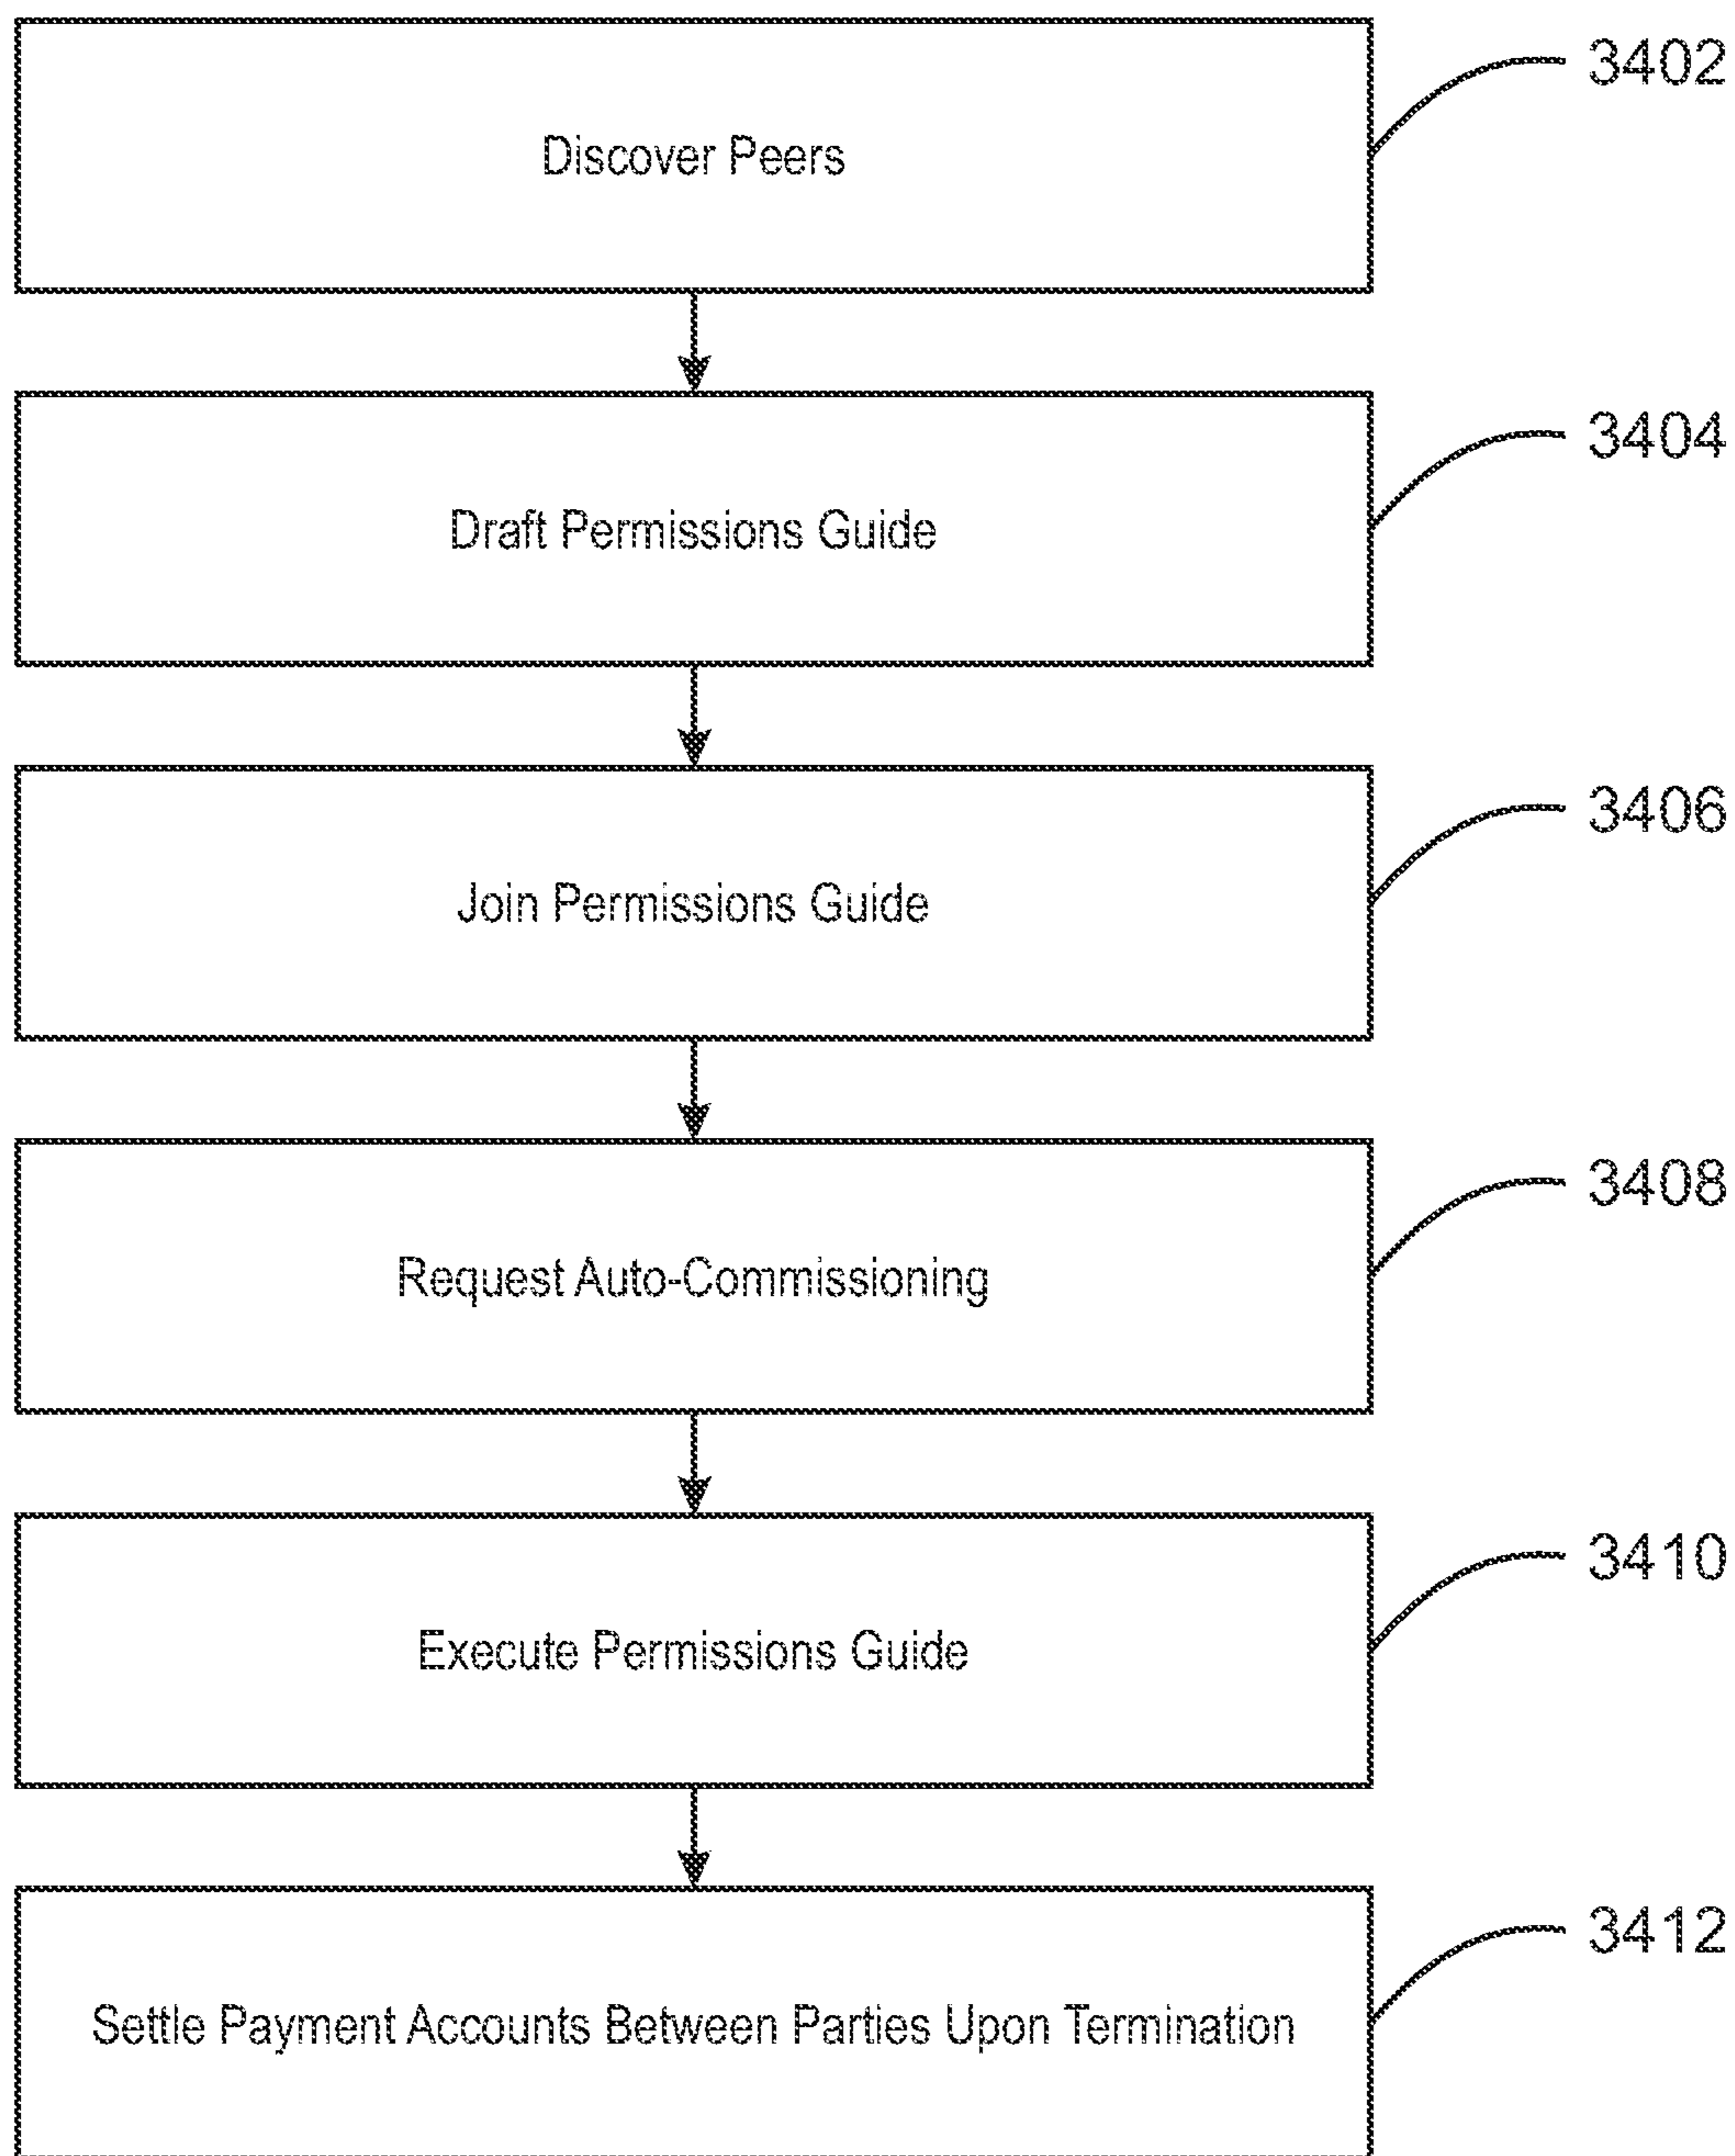 Discover Peers
3402
Draft Permissions Guide
3404
Join Permissions Guide
3406
Request Auto-Commissioning
3408
Execute Permissions Guide
3410
Settle Payment Accounts Between Parties Upon Termination
3412